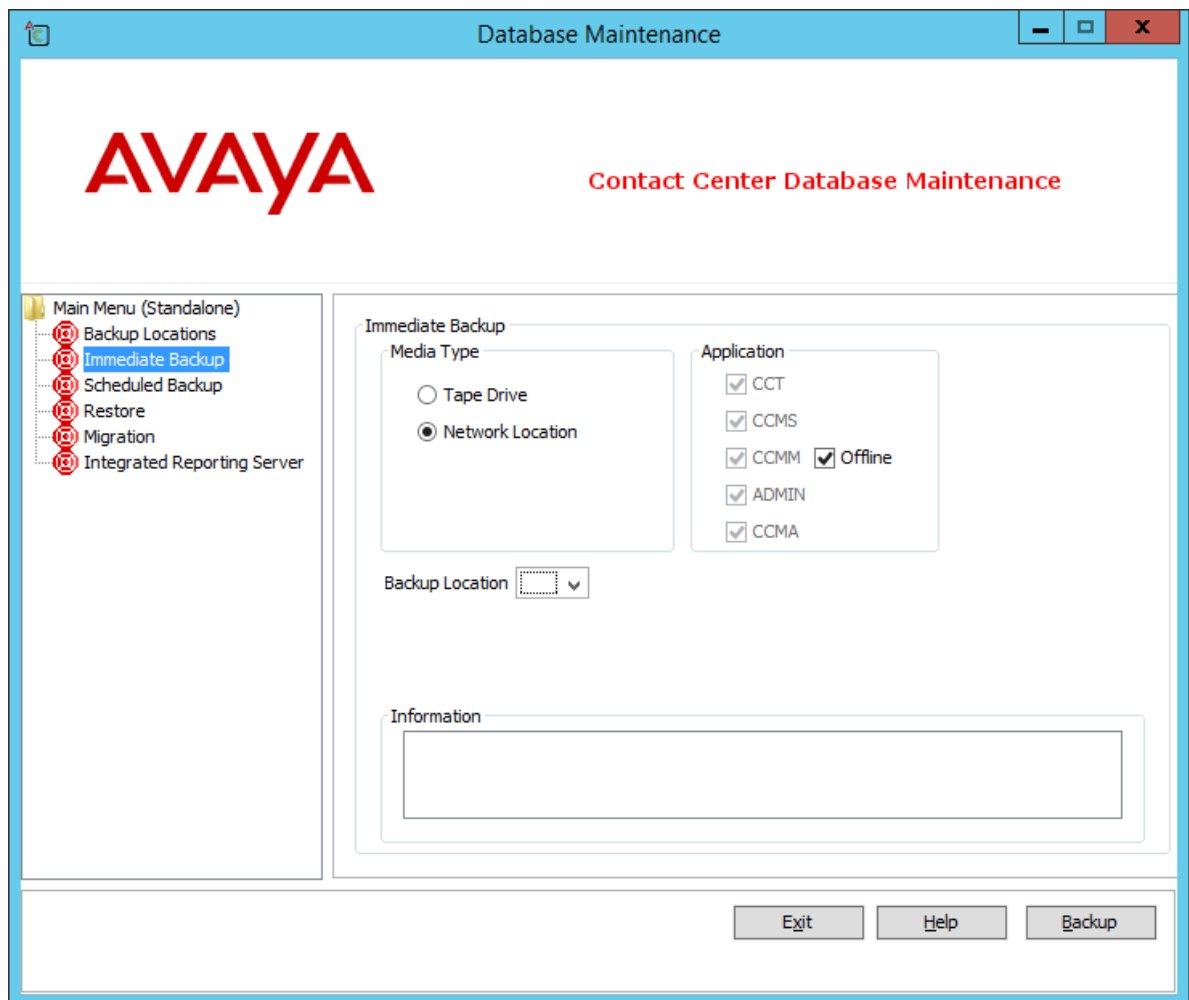 Database Maintenance
AVAYA
Contact Center Database Maintenance
Main Menu (Standalone)
Backup Locations
Immediate Backup
Scheduled Backup
Restore
Migration
Integrated Reporting Server
Immediate Backup
Media Type
Tape Drive
Network Location
Application
CCT
CCMS
CCMM Offline
ADMIN
CCMA
Backup Location
Information
Exit Help Backup